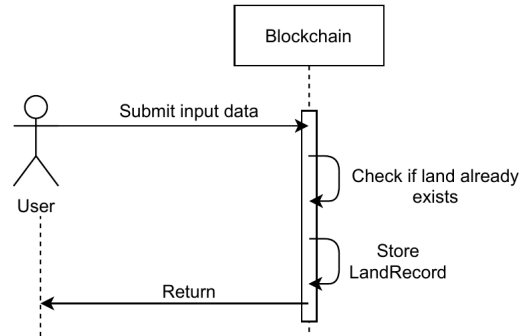 Blockchain
Submit input data
Check if land already
exists
User
Store
LandRecord
Return